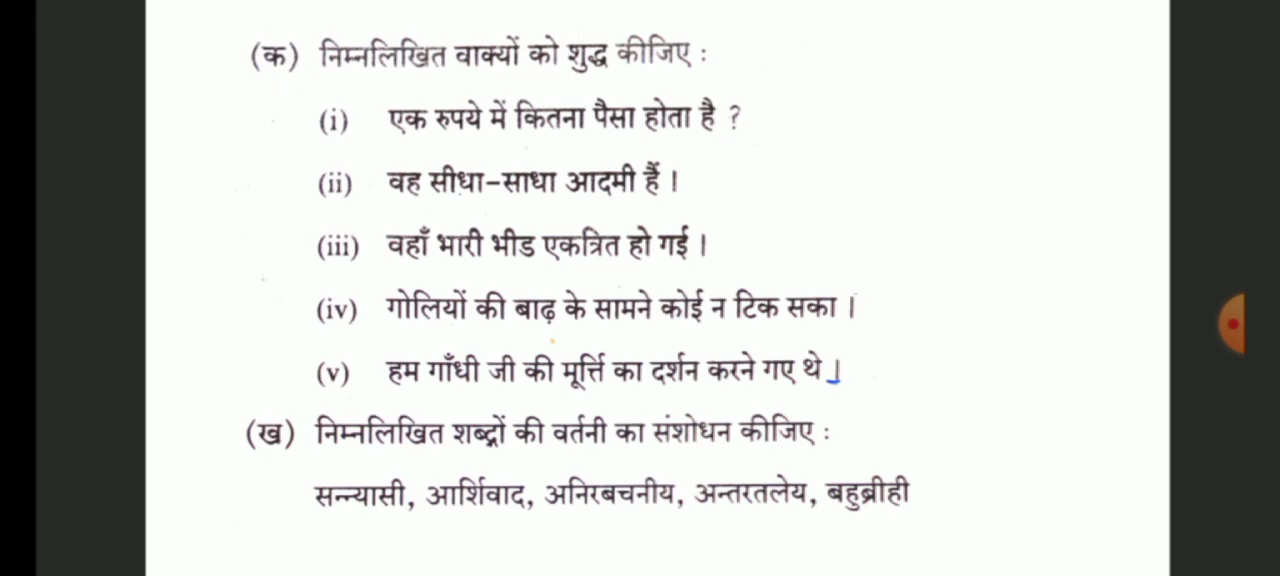 (क) निम्नलिखित वाक्यों को शुद्ध कीजिए :
(i) एक रुपये में कितना पैसा होता है ?
(ii) वह सीधा-साधा आदमी हैं ।
(iii) वहाँ भारी भीड एकत्रित हो गई ।
(iv) गोलियों की बाढ़ के सामने कोई न टिक सका ।
(v) हम गाँधी जी की मूर्त्ति का दर्शन करने गए थे ।
(ख) निम्नलिखित शब्द्रों की वर्तनी का संशोधन कीजिए :
सन्न्यासी, आर्शिवाद, अनिरबचनीय, अन्तरतलेय, बहुब्रीही